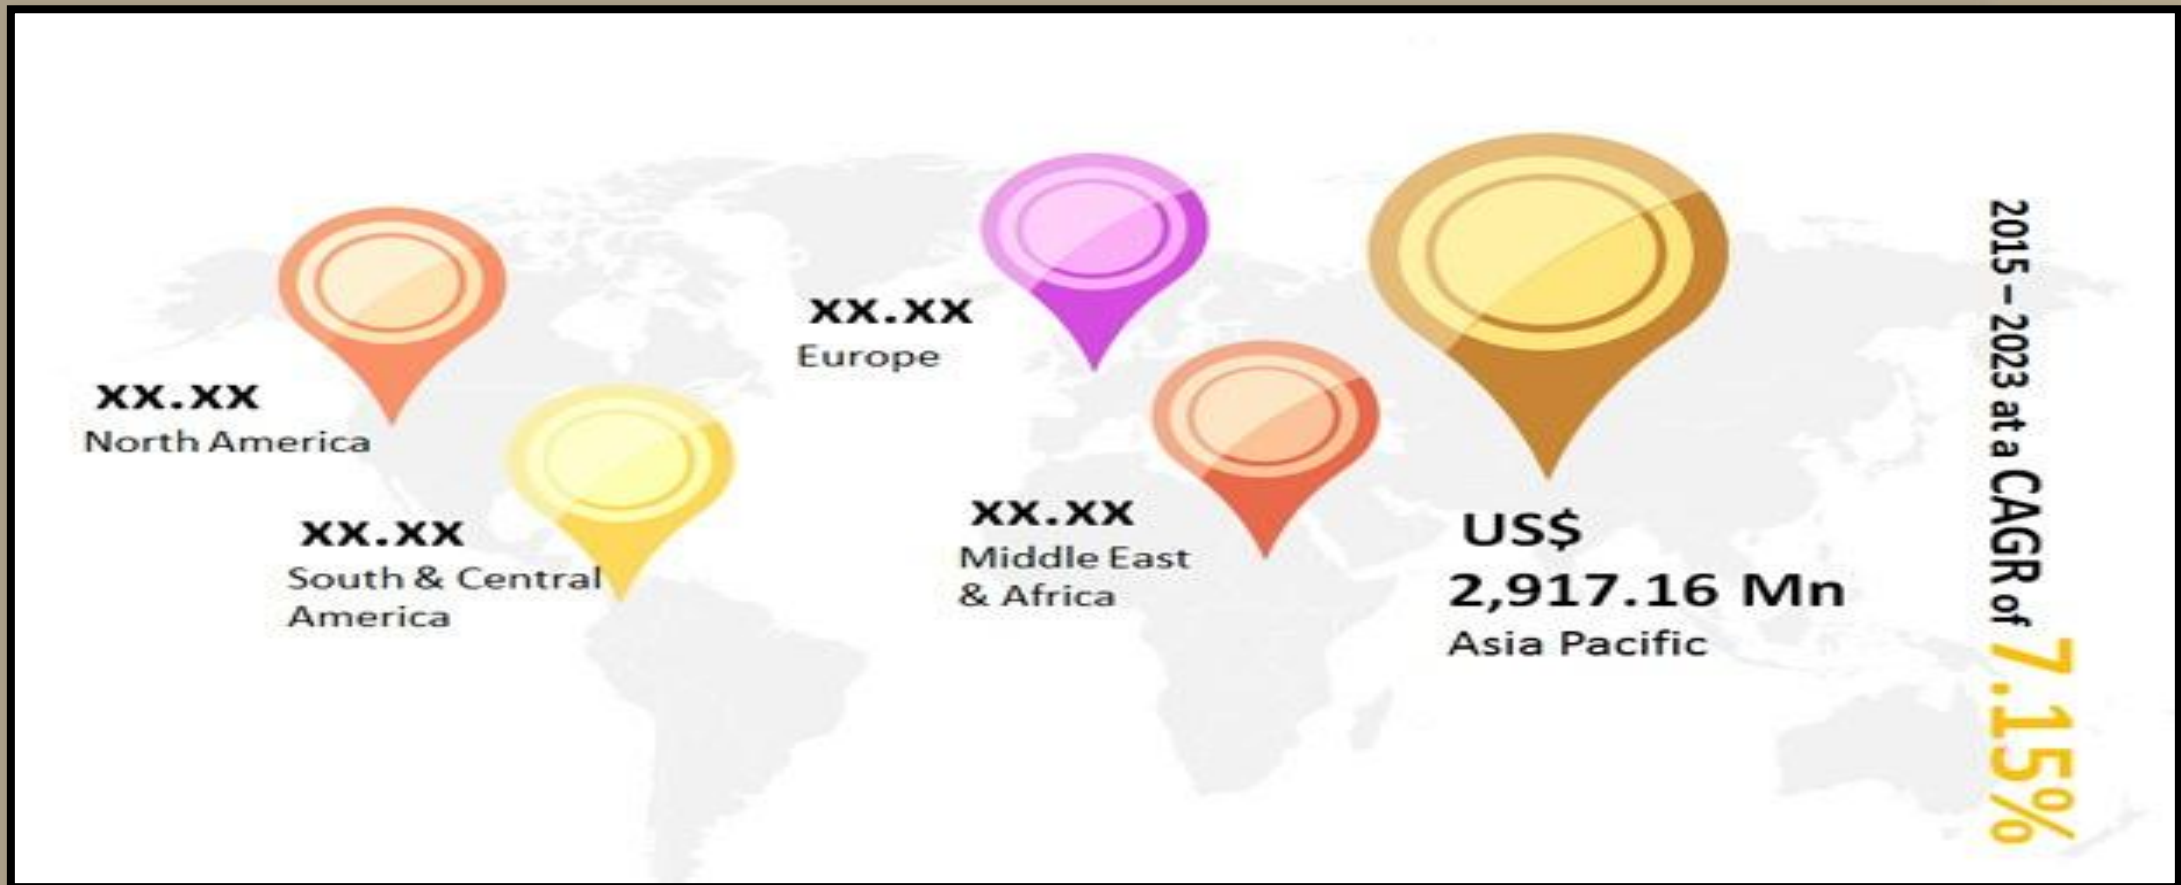 xx.xx
North America
xx.xx
South & Central
America
xx.xx
Europe
xx.xx
Middle East
& Africa
US$
2,917.16 Mn
Asia Pacific
2015 – 2023 at a CAGR of 7.15%